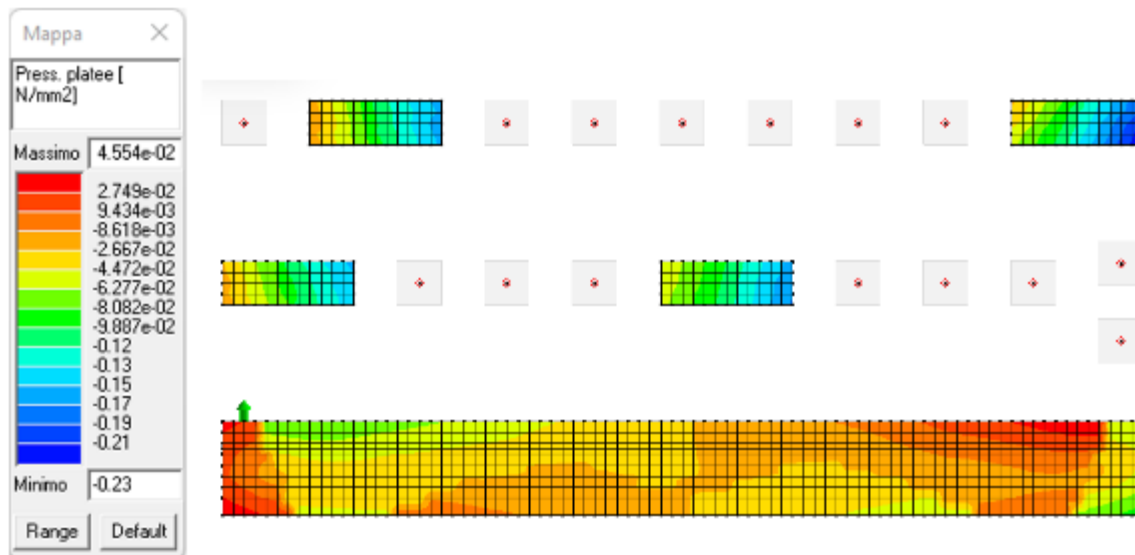 Mappa
Press. platee [
N/mm2]
Massimo 4.554e-02
2.749e-02
9.434e-03
-8.618e-03
-2.667e-02
-4.472e-02
-6.277e-02
-8.082e-02
-9.887e-02
-0.12
-0.13
-0.15
-0.17
-0.19
-0.21
Minimo -0.23
Range Default